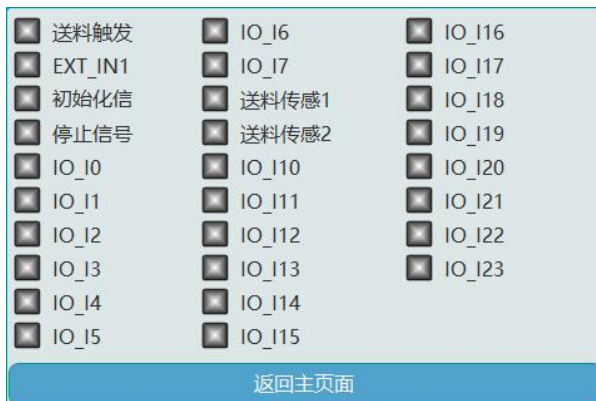 送料触发
EXT_IN1
初始化信
停止信号
IO_I0
IO_I1
IO_I2
IO_I3
IO_I4
IO_I5
IO_I6
IO_I7
送料传感1
送料传感2
IO_I10
IO_I11
IO_I12
IO_I13
IO_I14
IO_I15
IO_I16
IO_I17
IO_I18
IO_I19
IO_I20
IO_I21
IO_I22
IO_I23
返回主页面